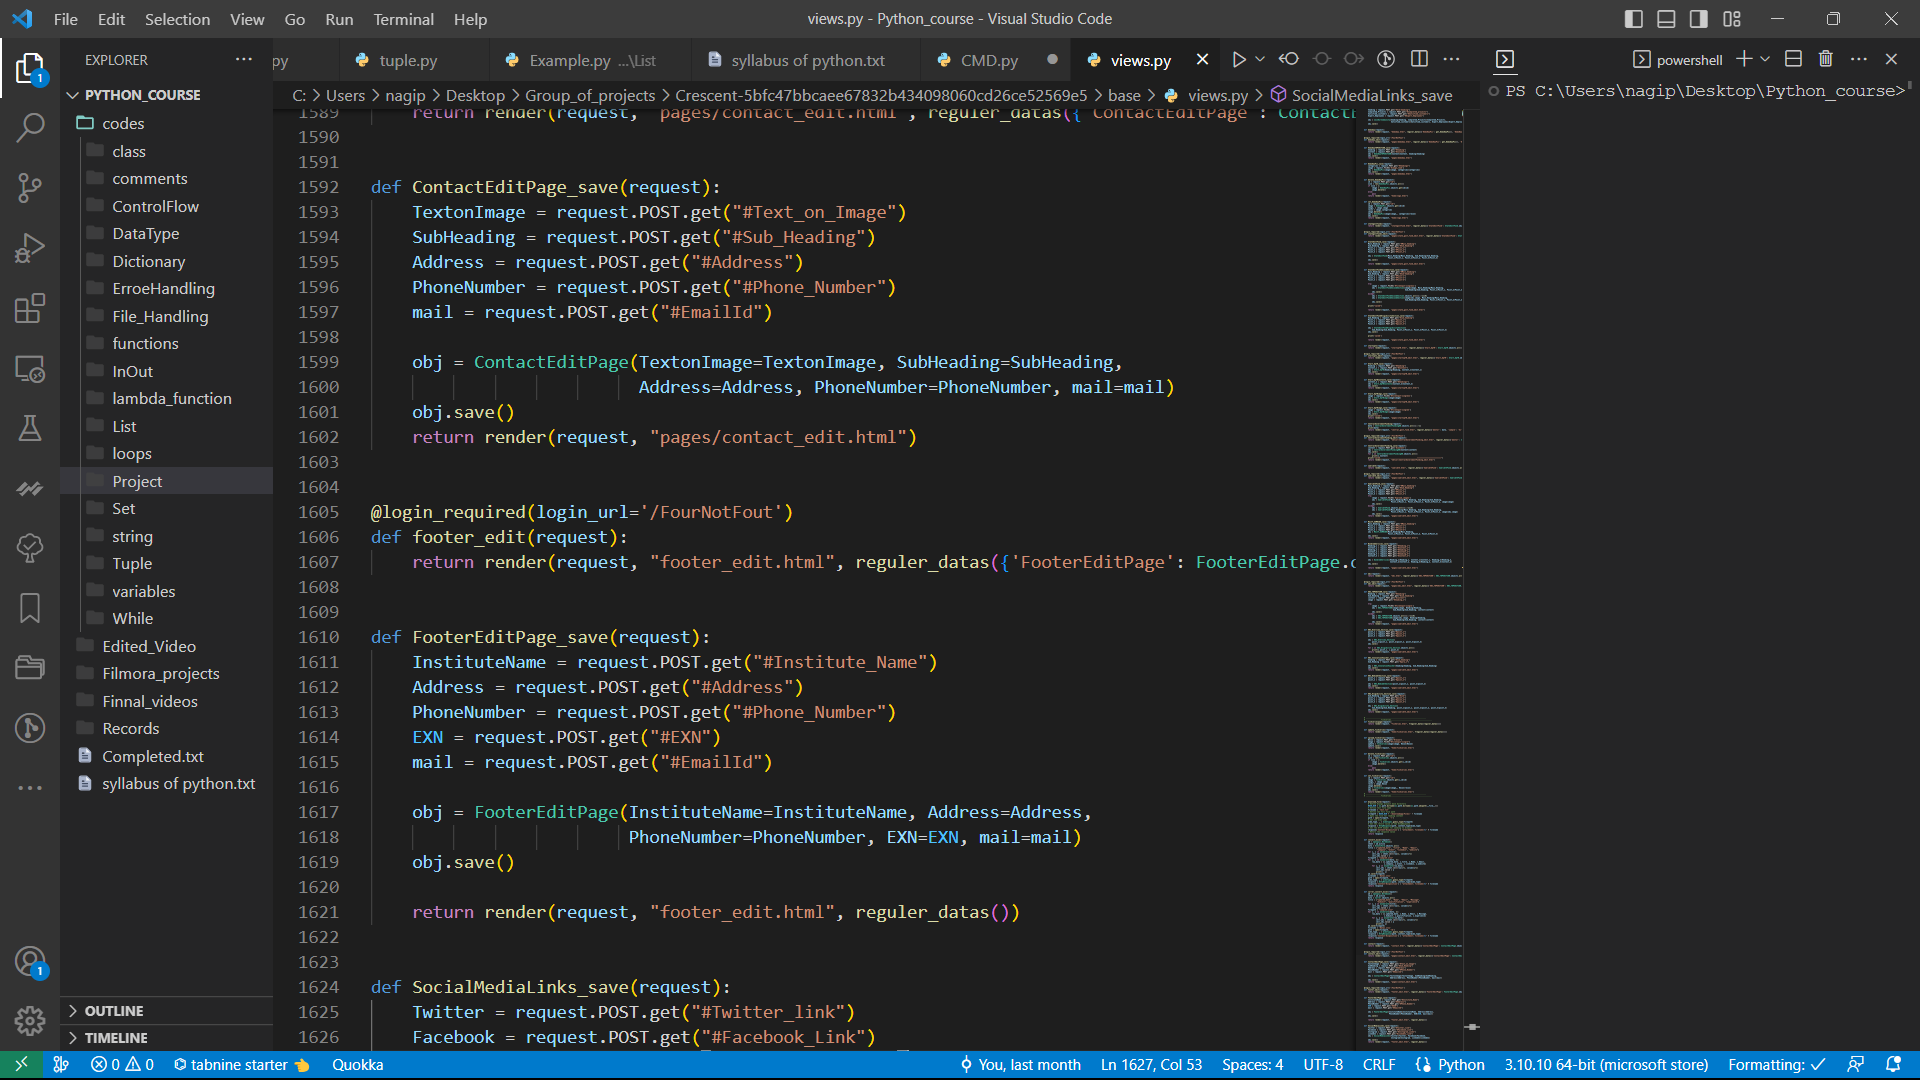 File Edit Selection View Go Run Terminal Help
views.py - Python_course - Visual Studio Code
EXPLORER
py
tuple.py
Example.py ...\List
syllabus of python.txt
CMD.py
views.py
powershell
1
PYTHON_COURSE
codes
class
comments
ControlFlow
DataType
Dictionary
ErroeHandling
File_Handling
functions
InOut
lambda_function
List
loops
Project
Set
string
Tuple
variables
While
Edited_Video
Filmora_projects
Finnal_videos
Records
Completed.txt
syllabus of python.txt
OUTLINE
TIMELINE
1
C: > Users > nagip > Desktop > Group_of_projects > Crescent-5bfc47bbcaee67832b434098060cd26ce52569e5 > base > views.py > SocialMediaLinks_save
1589 return render(request, "pages/contact_edit.html", reguler_datas({'ContactEditPage': Contact
1590
1591
1592 def ContactEditPage_save(request):
1593 TextonImage = request.POST.get("#Text_on_Image")
1594 SubHeading = request.POST.get("#Sub_Heading")
1595 Address = request.POST.get("#Address")
1596 PhoneNumber = request.POST.get("#Phone_Number")
1597 mail = request.POST.get("#EmailId")
1598
1599 obj = ContactEditPage(TextonImage=TextonImage, SubHeading=SubHeading,
1600 Address=Address, PhoneNumber=PhoneNumber, mail=mail)
1601 obj.save()
1602 return render(request, "pages/contact_edit.html")
1603
1604
1605 @login_required(login_url='/FourNotFout')
1606 def footer_edit(request):
1607 return render(request, "footer_edit.html", reguler_datas({'FooterEditPage': FooterEditPage.
1608
1609
1610 def FooterEditPage_save(request):
1611 InstituteName = request.POST.get("#Institute_Name")
1612 Address = request.POST.get("#Address")
1613 PhoneNumber = request.POST.get("#Phone_Number")
1614 EXN = request.POST.get("#EXN")
1615 mail = request.POST.get("#EmailId")
1616
1617 obj = FooterEditPage(InstituteName=InstituteName, Address=Address,
1618 PhoneNumber=PhoneNumber, EXN=EXN, mail=mail)
1619 obj.save()
1620
1621 return render(request, "footer_edit.html", reguler_datas())
1622
1623
1624 def SocialMediaLinks_save(request):
1625 Twitter = request.POST.get("#Twitter_link")
1626 Facebook = request.POST.get("#Facebook_Link")
PS C:\Users\nagip\Desktop\Python_course>
0 0 tabnine starter Quokka You, last month Ln 1627, Col 53 Spaces: 4 UTF-8 CRLF Python 3.10.10 64-bit (microsoft store) Formatting: